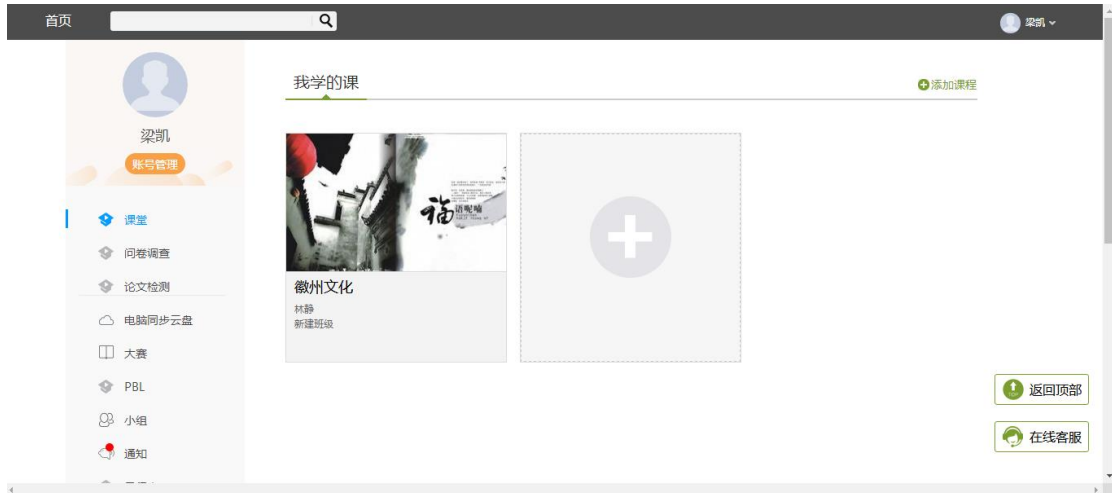 首页
梁凯
梁凯
账号管理
课堂
问卷调查
论文检测
电脑同步云盘
大赛
PBL
小组
通知
我学的课
添加课程
福
语呢喃
徽州文化
林静
新建班级
返回顶部
在线客服